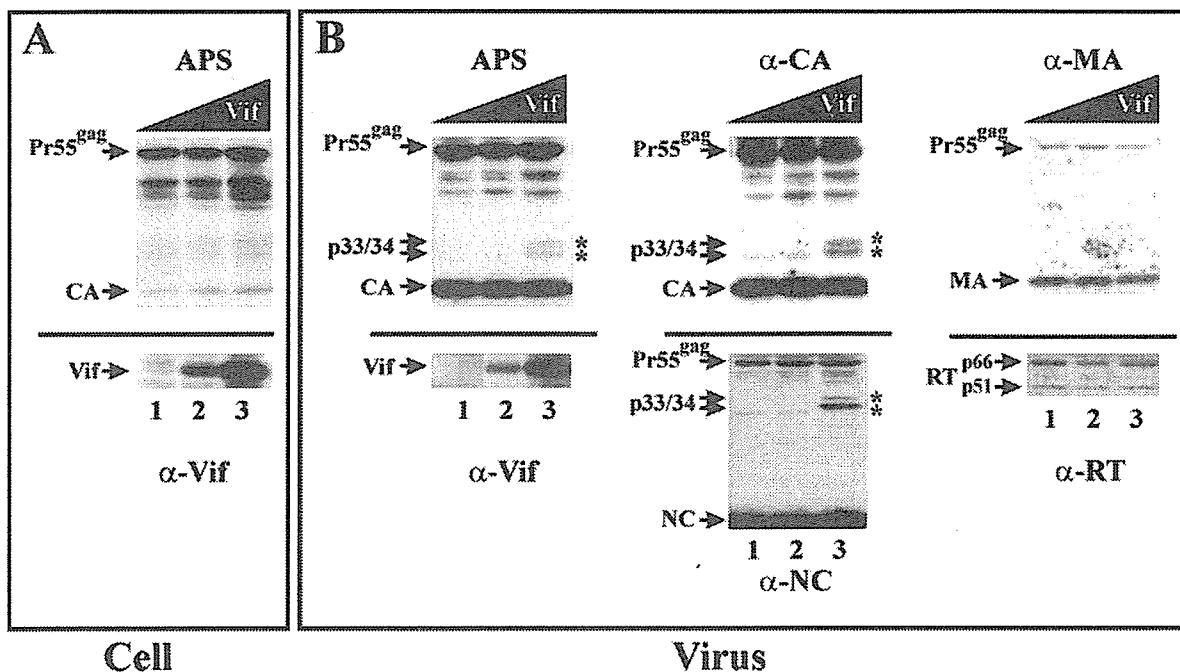 A
APS
Vif
Pr55gag
CA
Vif
1 2 3
α-Vif
Cell
B
APS
Vif
Pr55gag
p33/34
*
*
CA
Vif
1 2 3
α-Vif
α-CA
Vif
Pr55gag
p33/34
*
*
CA
Pr55gag
p33/34
*
*
NC
1 2 3
α-NC
α-MA
Vif
Pr55gag
MA
RT p66
p51
1 2 3
α-RT
Virus